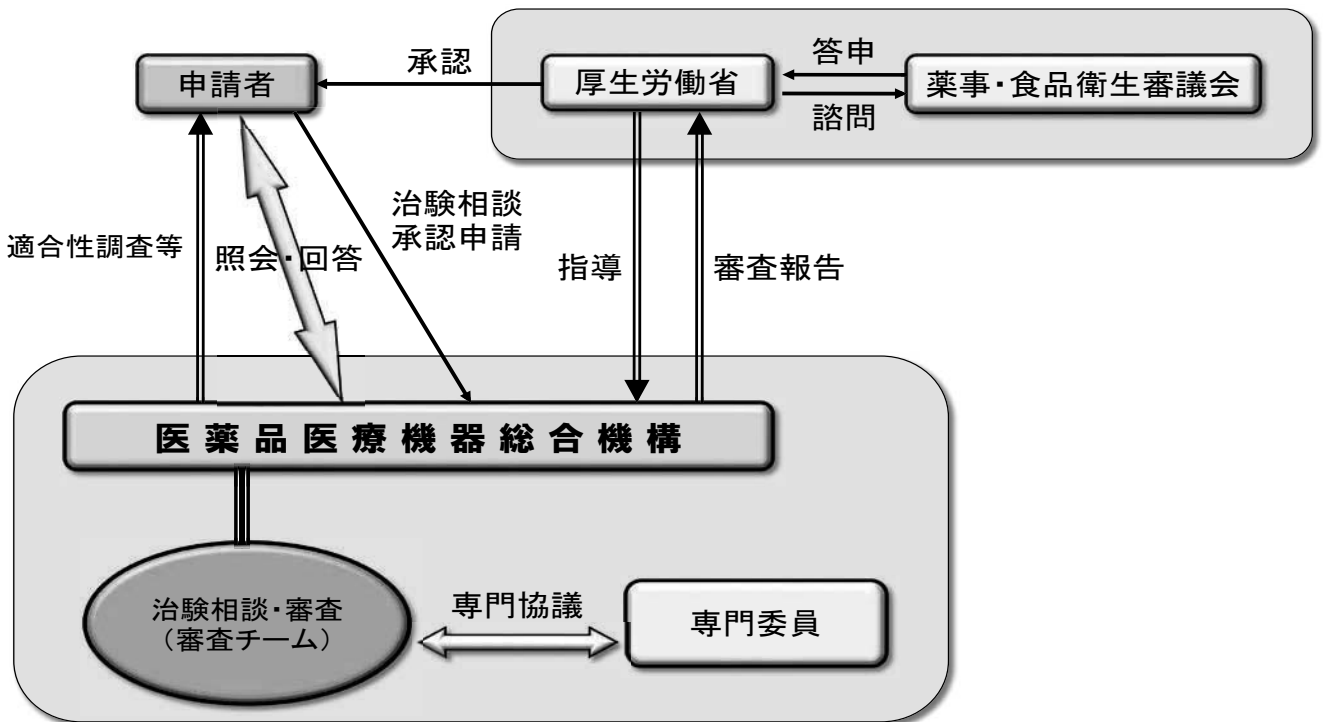 申請者
承認
厚生労働省
答申
諮問
薬事・食品衛生審議会
適合性調査等
照会・回答
治験相談
承認申請
指導
審査報告
医薬品医療機器総合機構
治験相談・審査
（審査チーム）
専門協議
専門委員